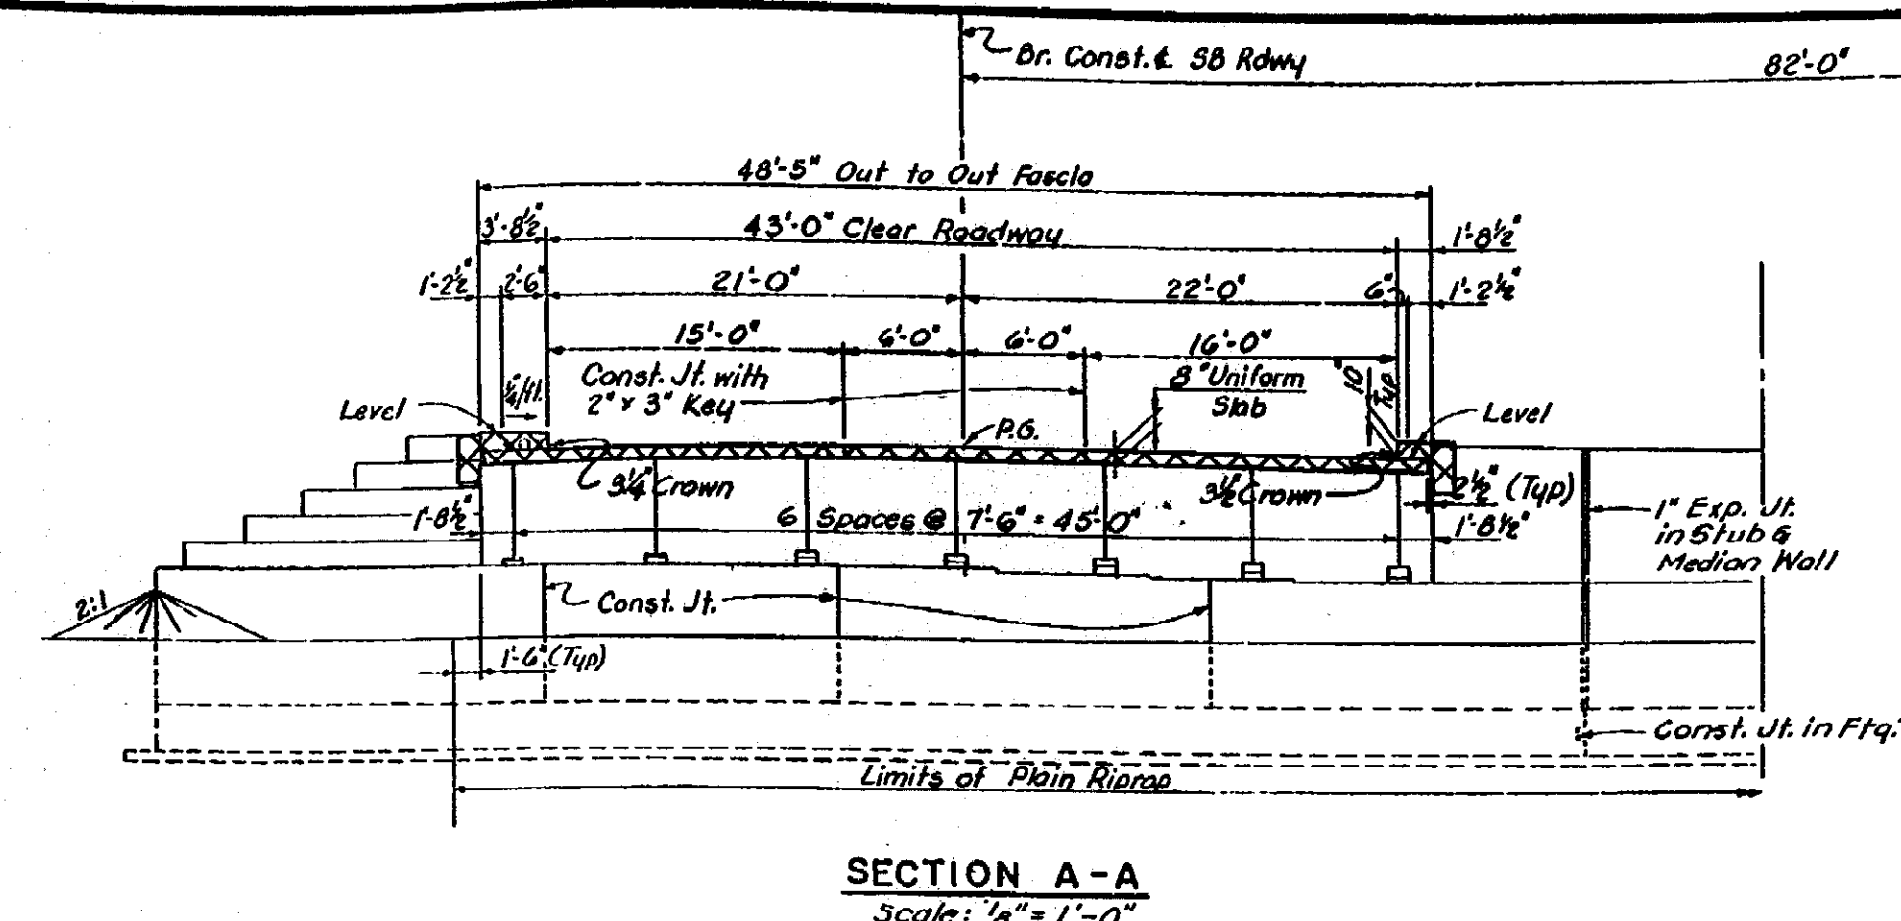 Br. Const. ℄ SB Rdwy
82'-0"
48'-5" Out to Out Fascia
3'-8½"
43'-0" Clear Roadway
1'-8½"
1'-2½"
2'-6"
21'-0"
22'-0"
6"
1'-2½"
15'-0"
6'-0"
6'-0"
16'-0"
¼"/ft.
Const. Jt. with
2" x 3" Key
8" Uniform
Slab
10"
Typ
Level
P.G.
Level
3¼" Crown
3½" Crown
2½" (Typ)
1'-8½"
6 Spaces @ 7'-6" = 45'-0"
1'-8½"
1" Exp. Jt.
in Stub &
Median Wall
2:1
Const. Jt.
1'-6" (Typ)
Const. Jt. in Ftg.
Limits of Plain Riprap
SECTION A-A
Scale: 1/8" = 1'-0"